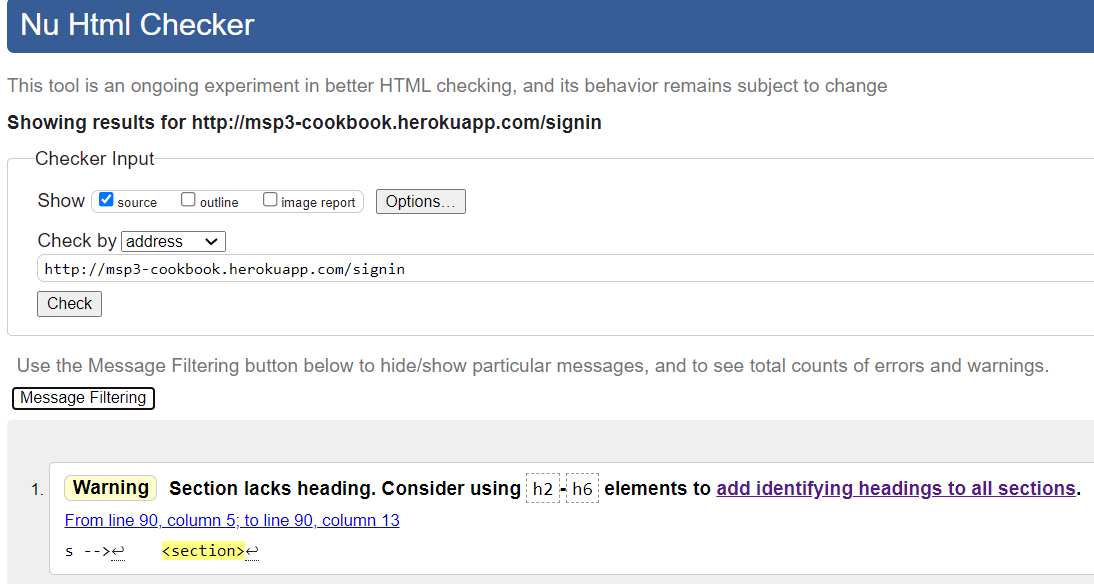 Nu Html Checker
This tool is an ongoing experiment in better HTML checking, and its behavior remains subject to change
Showing results for http://msp3-cookbook.herokuapp.com/signin
Checker Input
Show source outline image report Options...
Check by address
http://msp3-cookbook.herokuapp.com/signin
Check
Use the Message Filtering button below to hide/show particular messages, and to see total counts of errors and warnings.
Message Filtering
1. Warning Section lacks heading. Consider using h2-h6 elements to add identifying headings to all sections.
From line 90, column 5; to line 90, column 13
s -->↩ <section>↩